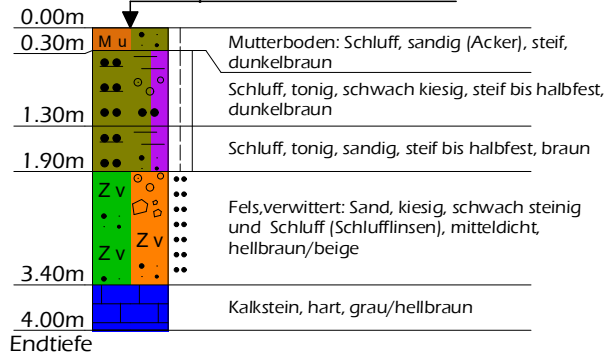 0.00m
0.30m
M u
Mutterboden: Schluff, sandig (Acker), steif,
dunkelbraun
Schluff, tonig, schwach kiesig, steif bis halbfest,
dunkelbraun
1.30m
Schluff, tonig, sandig, steif bis halbfest, braun
1.90m
Z v
Z v
Z v
Fels,verwittert: Sand, kiesig, schwach steinig
und Schluff (Schlufflinsen), mitteldicht,
hellbraun/beige
3.40m
Kalkstein, hart, grau/hellbraun
4.00m
Endtiefe